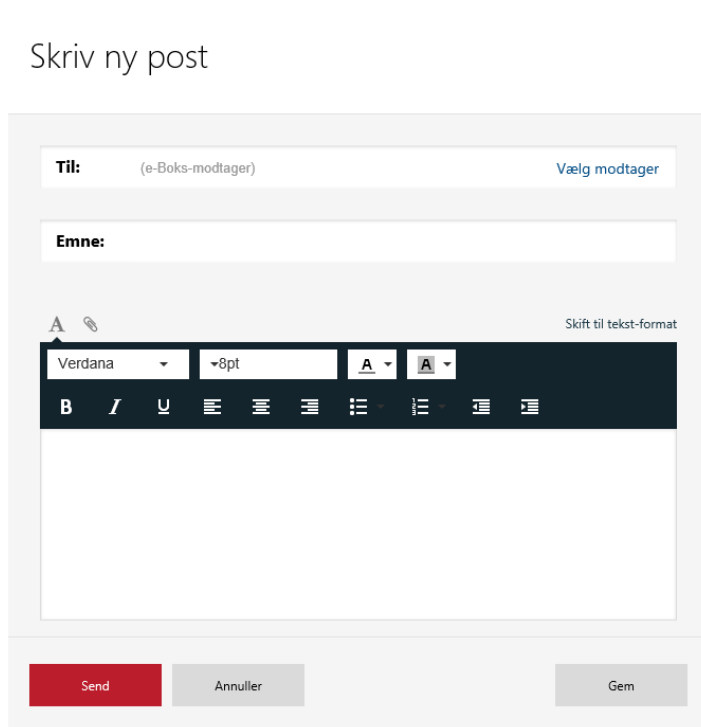 Skriv ny post
Til: (e-Boks-modtager) Vælg modtager
Emne:
A Skift til tekst-format
Verdana 8pt A A
B I U
Send Annuller Gem